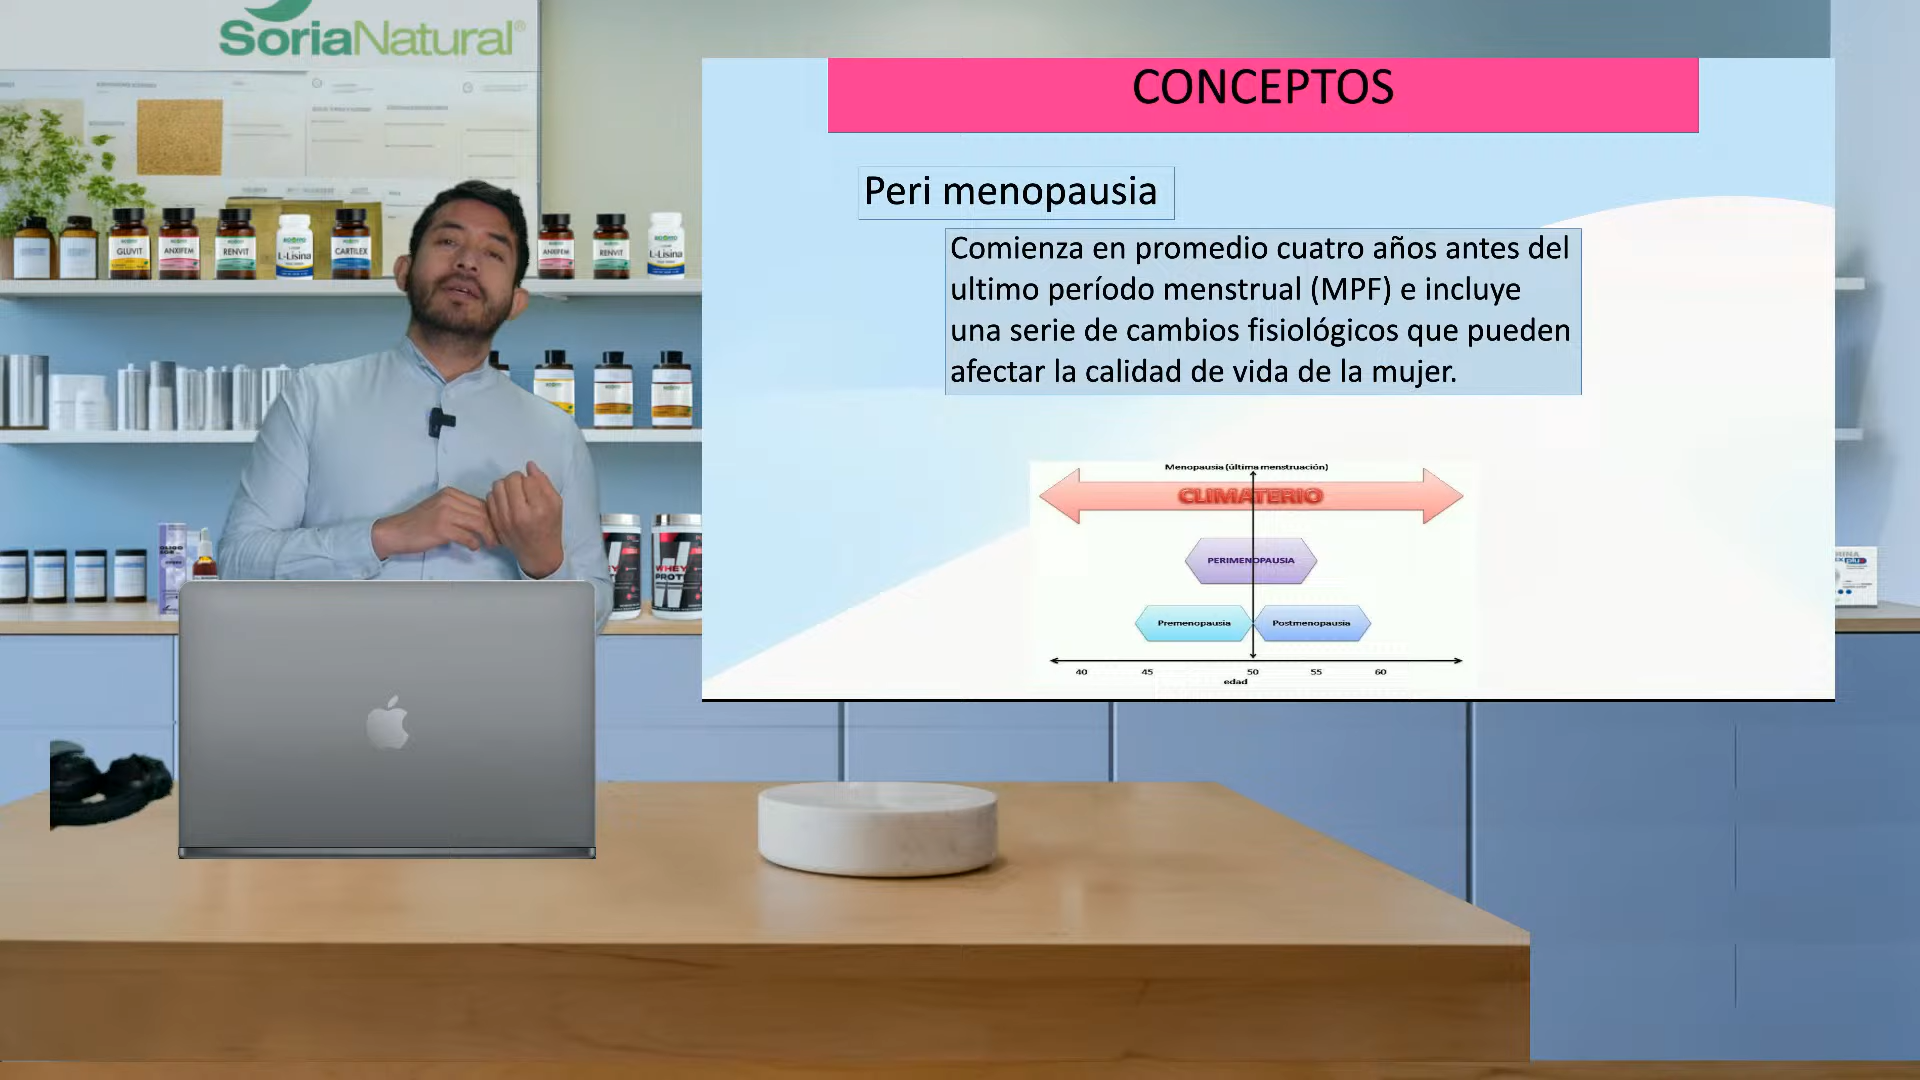 SoriaNatural®
GLUVIT
ANXIFEM
RENVIT
L-Lisina
CARTILEX
ANXIFEM
RENVIT
L-Lisina
WHEY
PROTE
CONCEPTOS
Peri menopausia
Comienza en promedio cuatro años antes del
ultimo período menstrual (MPF) e incluye
una serie de cambios fisiológicos que pueden
afectar la calidad de vida de la mujer.
Menopausia (última menstruación)
CLIMATERIO
PERIMENOPAUSIA
Premenopausia
Postmenopausia
40 45 50 55 60
edad